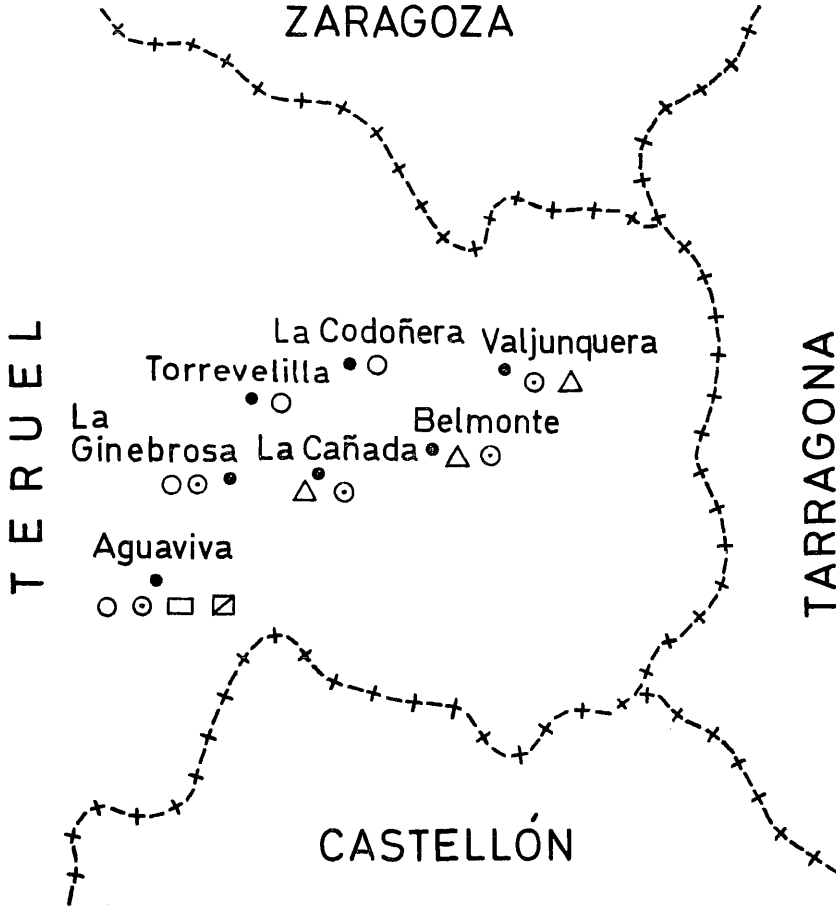 ZARAGOZA
TERUEL
La Codoñera
Valjunquera
Torrevelilla
La
Ginebrosa
La Cañada
Belmonte
Aguaviva
TARRAGONA
CASTELLÓN